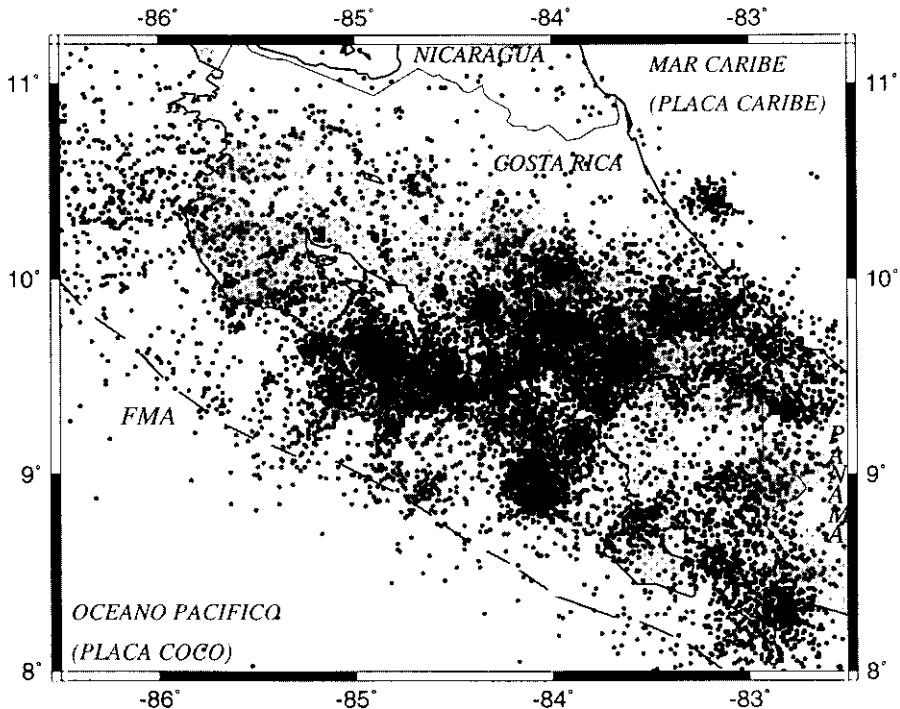 -86° -85° -84° -83°
11° 11°
NICARAGUA
MAR CARIBE
(PLACA CARIBE)
COSTA RICA
10° 10°
FMA
9° 9°
PANAMA
OCEANO PACIFICO
(PLACA COCO)
8° 8°
-86° -85° -84° -83°